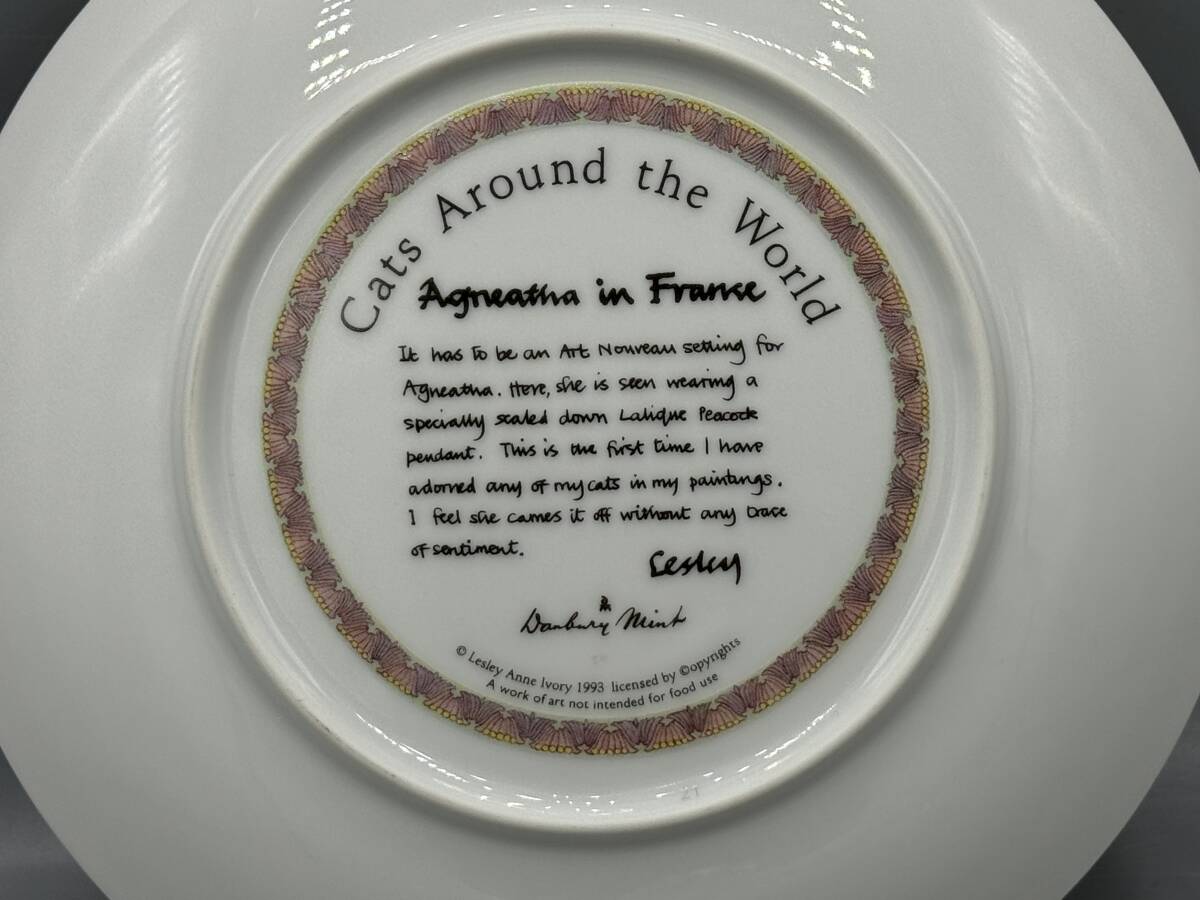 Cats Around the World
Agneatha in France
It has to be an Art Nouveau setting for
Agneatha. Here, she is seen wearing a
specially scaled down Lalique Peacock
pendant. This is the first time I have
adorned any of my cats in my paintings.
I feel she carries it off without any trace
of sentiment.
Lesley
Danbury Mint
© Lesley Anne Ivory 1993 licensed by ©opyrights
A work of art not intended for food use